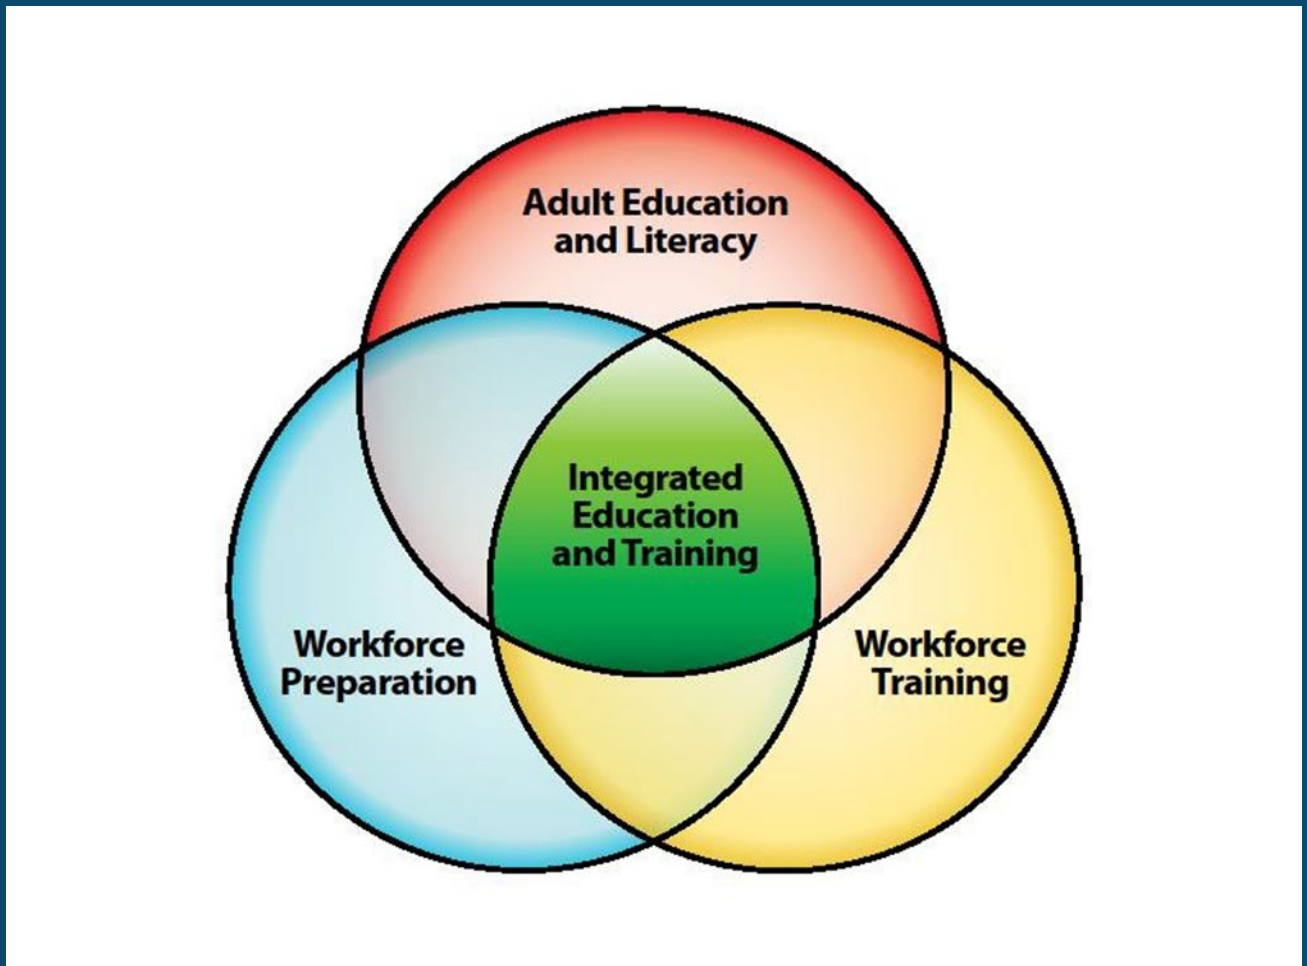 Adult Education
and Literacy
Integrated
Education
and Training
Workforce
Preparation
Workforce
Training